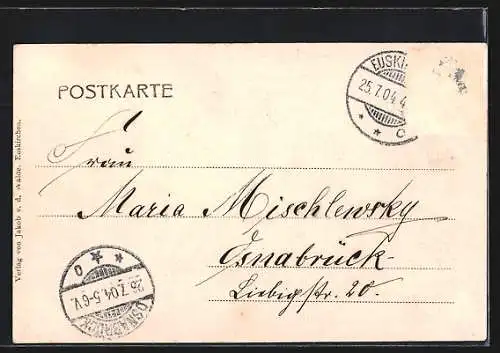 POSTKARTE
EUSKI
25.7.04.4
* * c
Frau
Maria Mischlewsky
Osnabrück
Liebigstr. 20.
OSNABRÜCK
26.7.04.5-6V.
* * c
Verlag von Jakob v. d. Euskirchen.